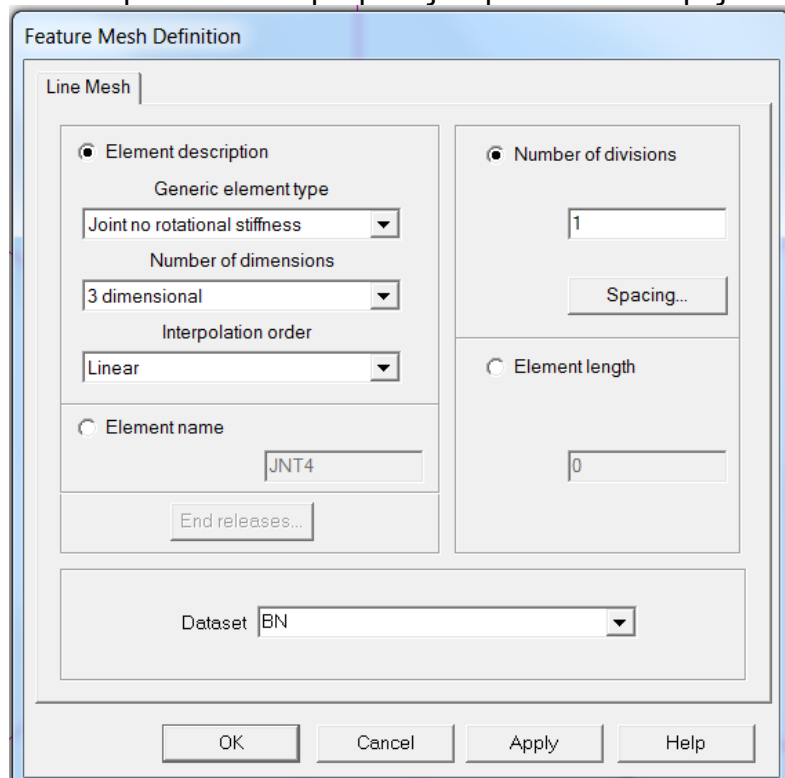 Feature Mesh Definition
Line Mesh
Element description
Generic element type
Joint no rotational stiffness
Number of dimensions
3 dimensional
Interpolation order
Linear
Element name
JNT4
End releases...
Number of divisions
1
Spacing...
Element length
0
Dataset BN
OK Cancel Apply Help